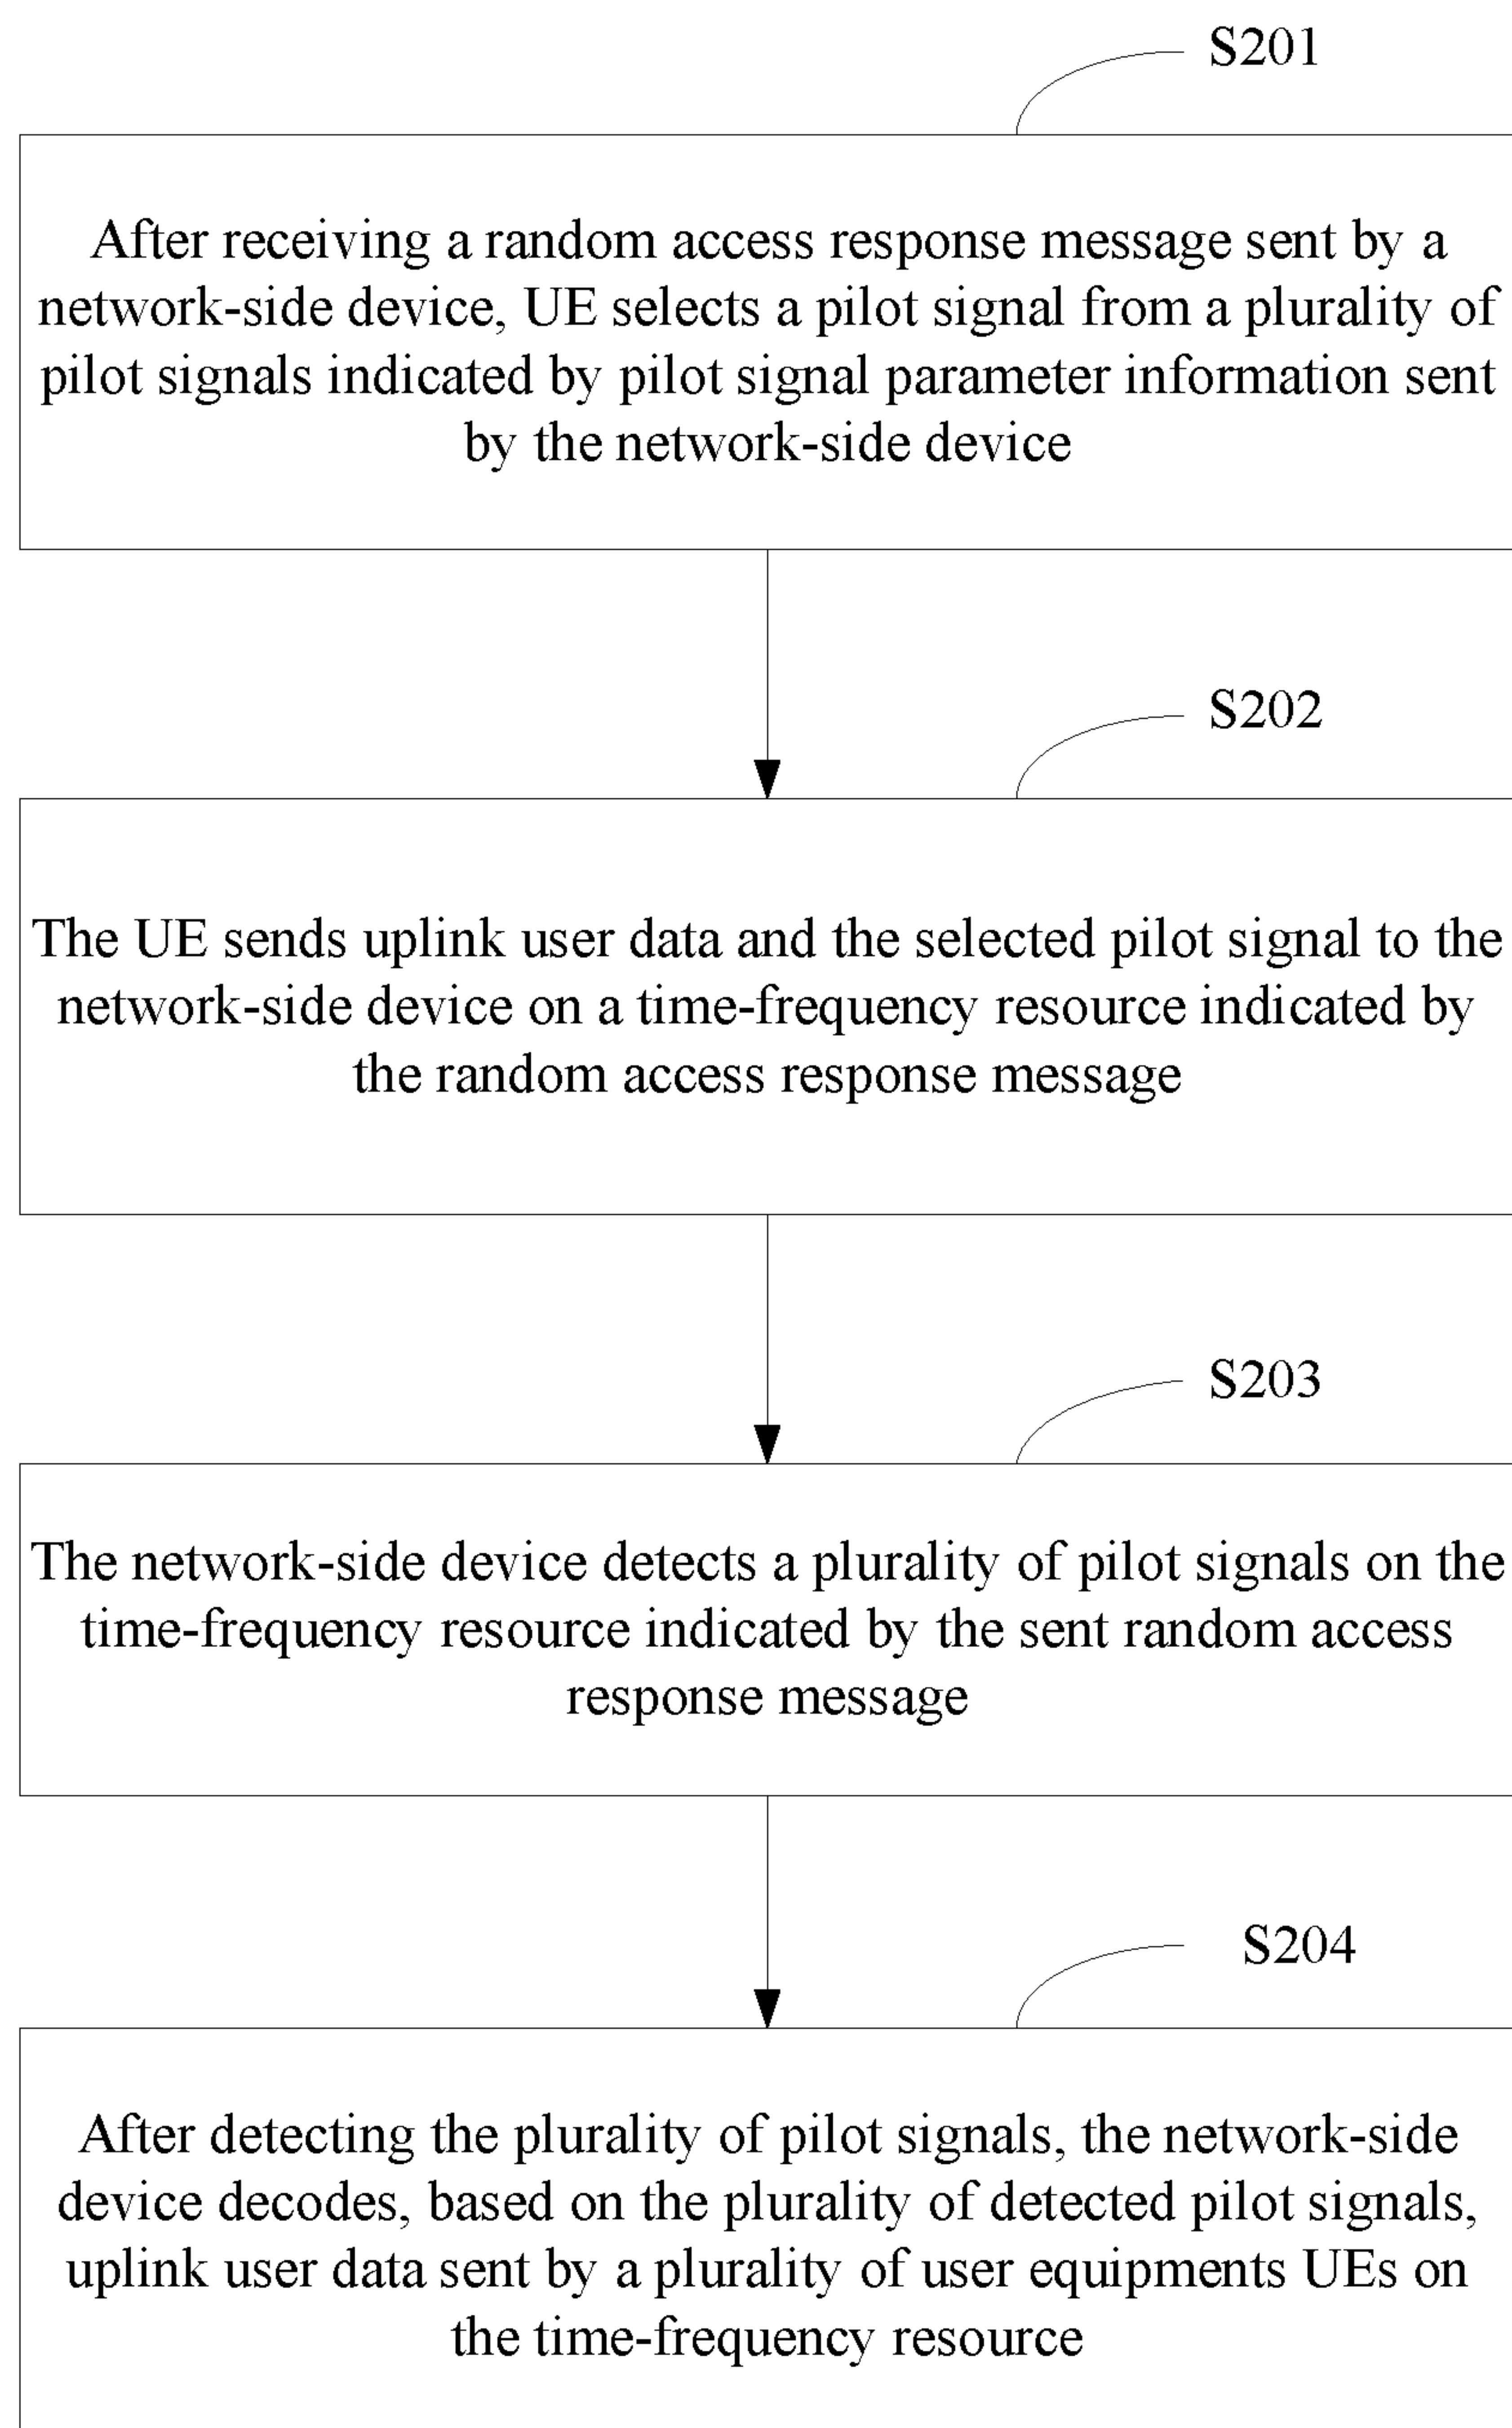 S201
After receiving a random access response message sent by a
network-side device, UE selects a pilot signal from a plurality of
pilot signals indicated by pilot signal parameter information sent
by the network-side device
S202
The UE sends uplink user data and the selected pilot signal to the
network-side device on a time-frequency resource indicated by
the random access response message
S203
The network-side device detects a plurality of pilot signals on the
time-frequency resource indicated by the sent random access
response message
S204
After detecting the plurality of pilot signals, the network-side
device decodes, based on the plurality of detected pilot signals,
uplink user data sent by a plurality of user equipments UEs on
the time-frequency resource